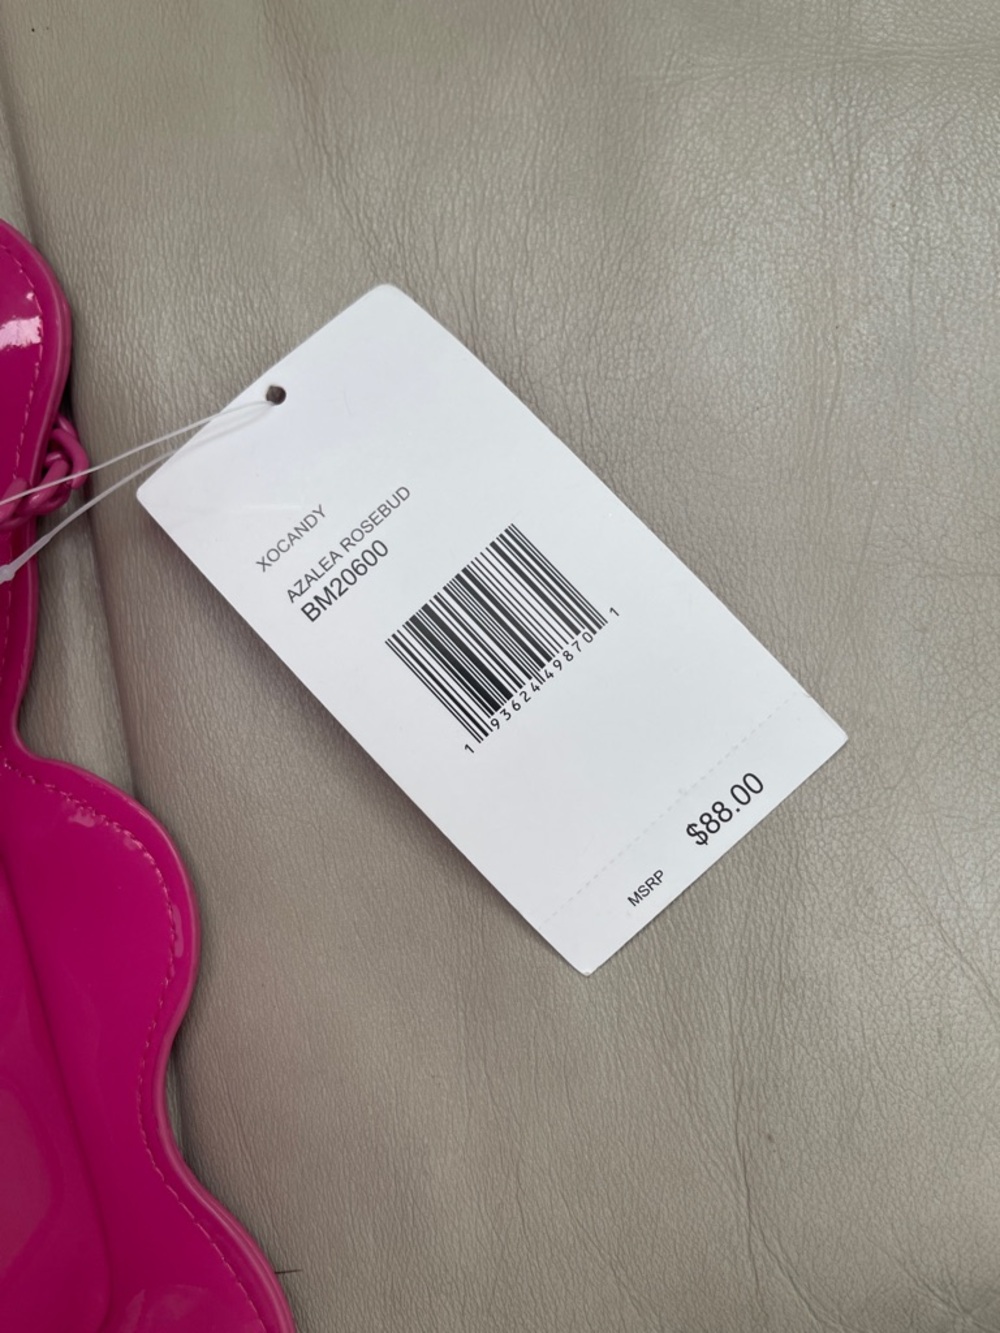 XOCANDY
AZALEA ROSEBUD
BM20600
1 93624 49870 1
MSRP $88.00